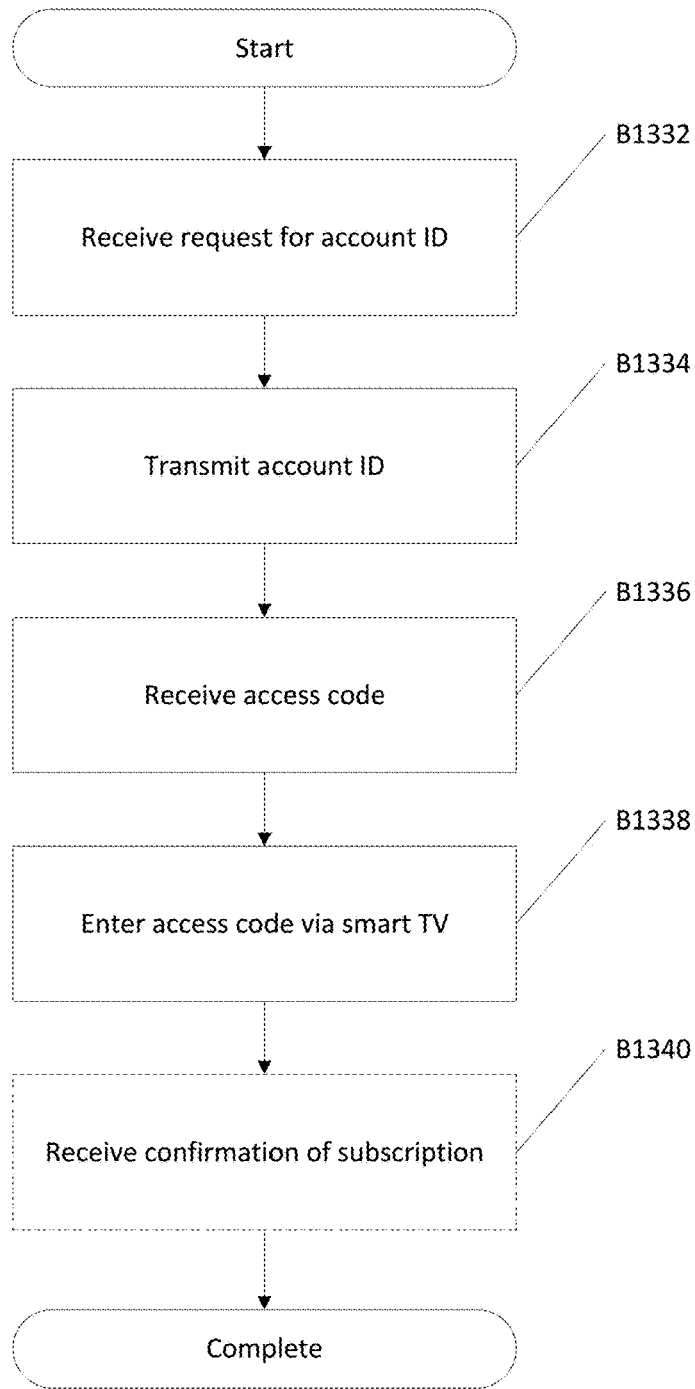 Start
B1332
Receive request for account ID
B1334
Transmit account ID
B1336
Receive access code
B1338
Enter access code via smart TV
B1340
Receive confirmation of subscription
Complete